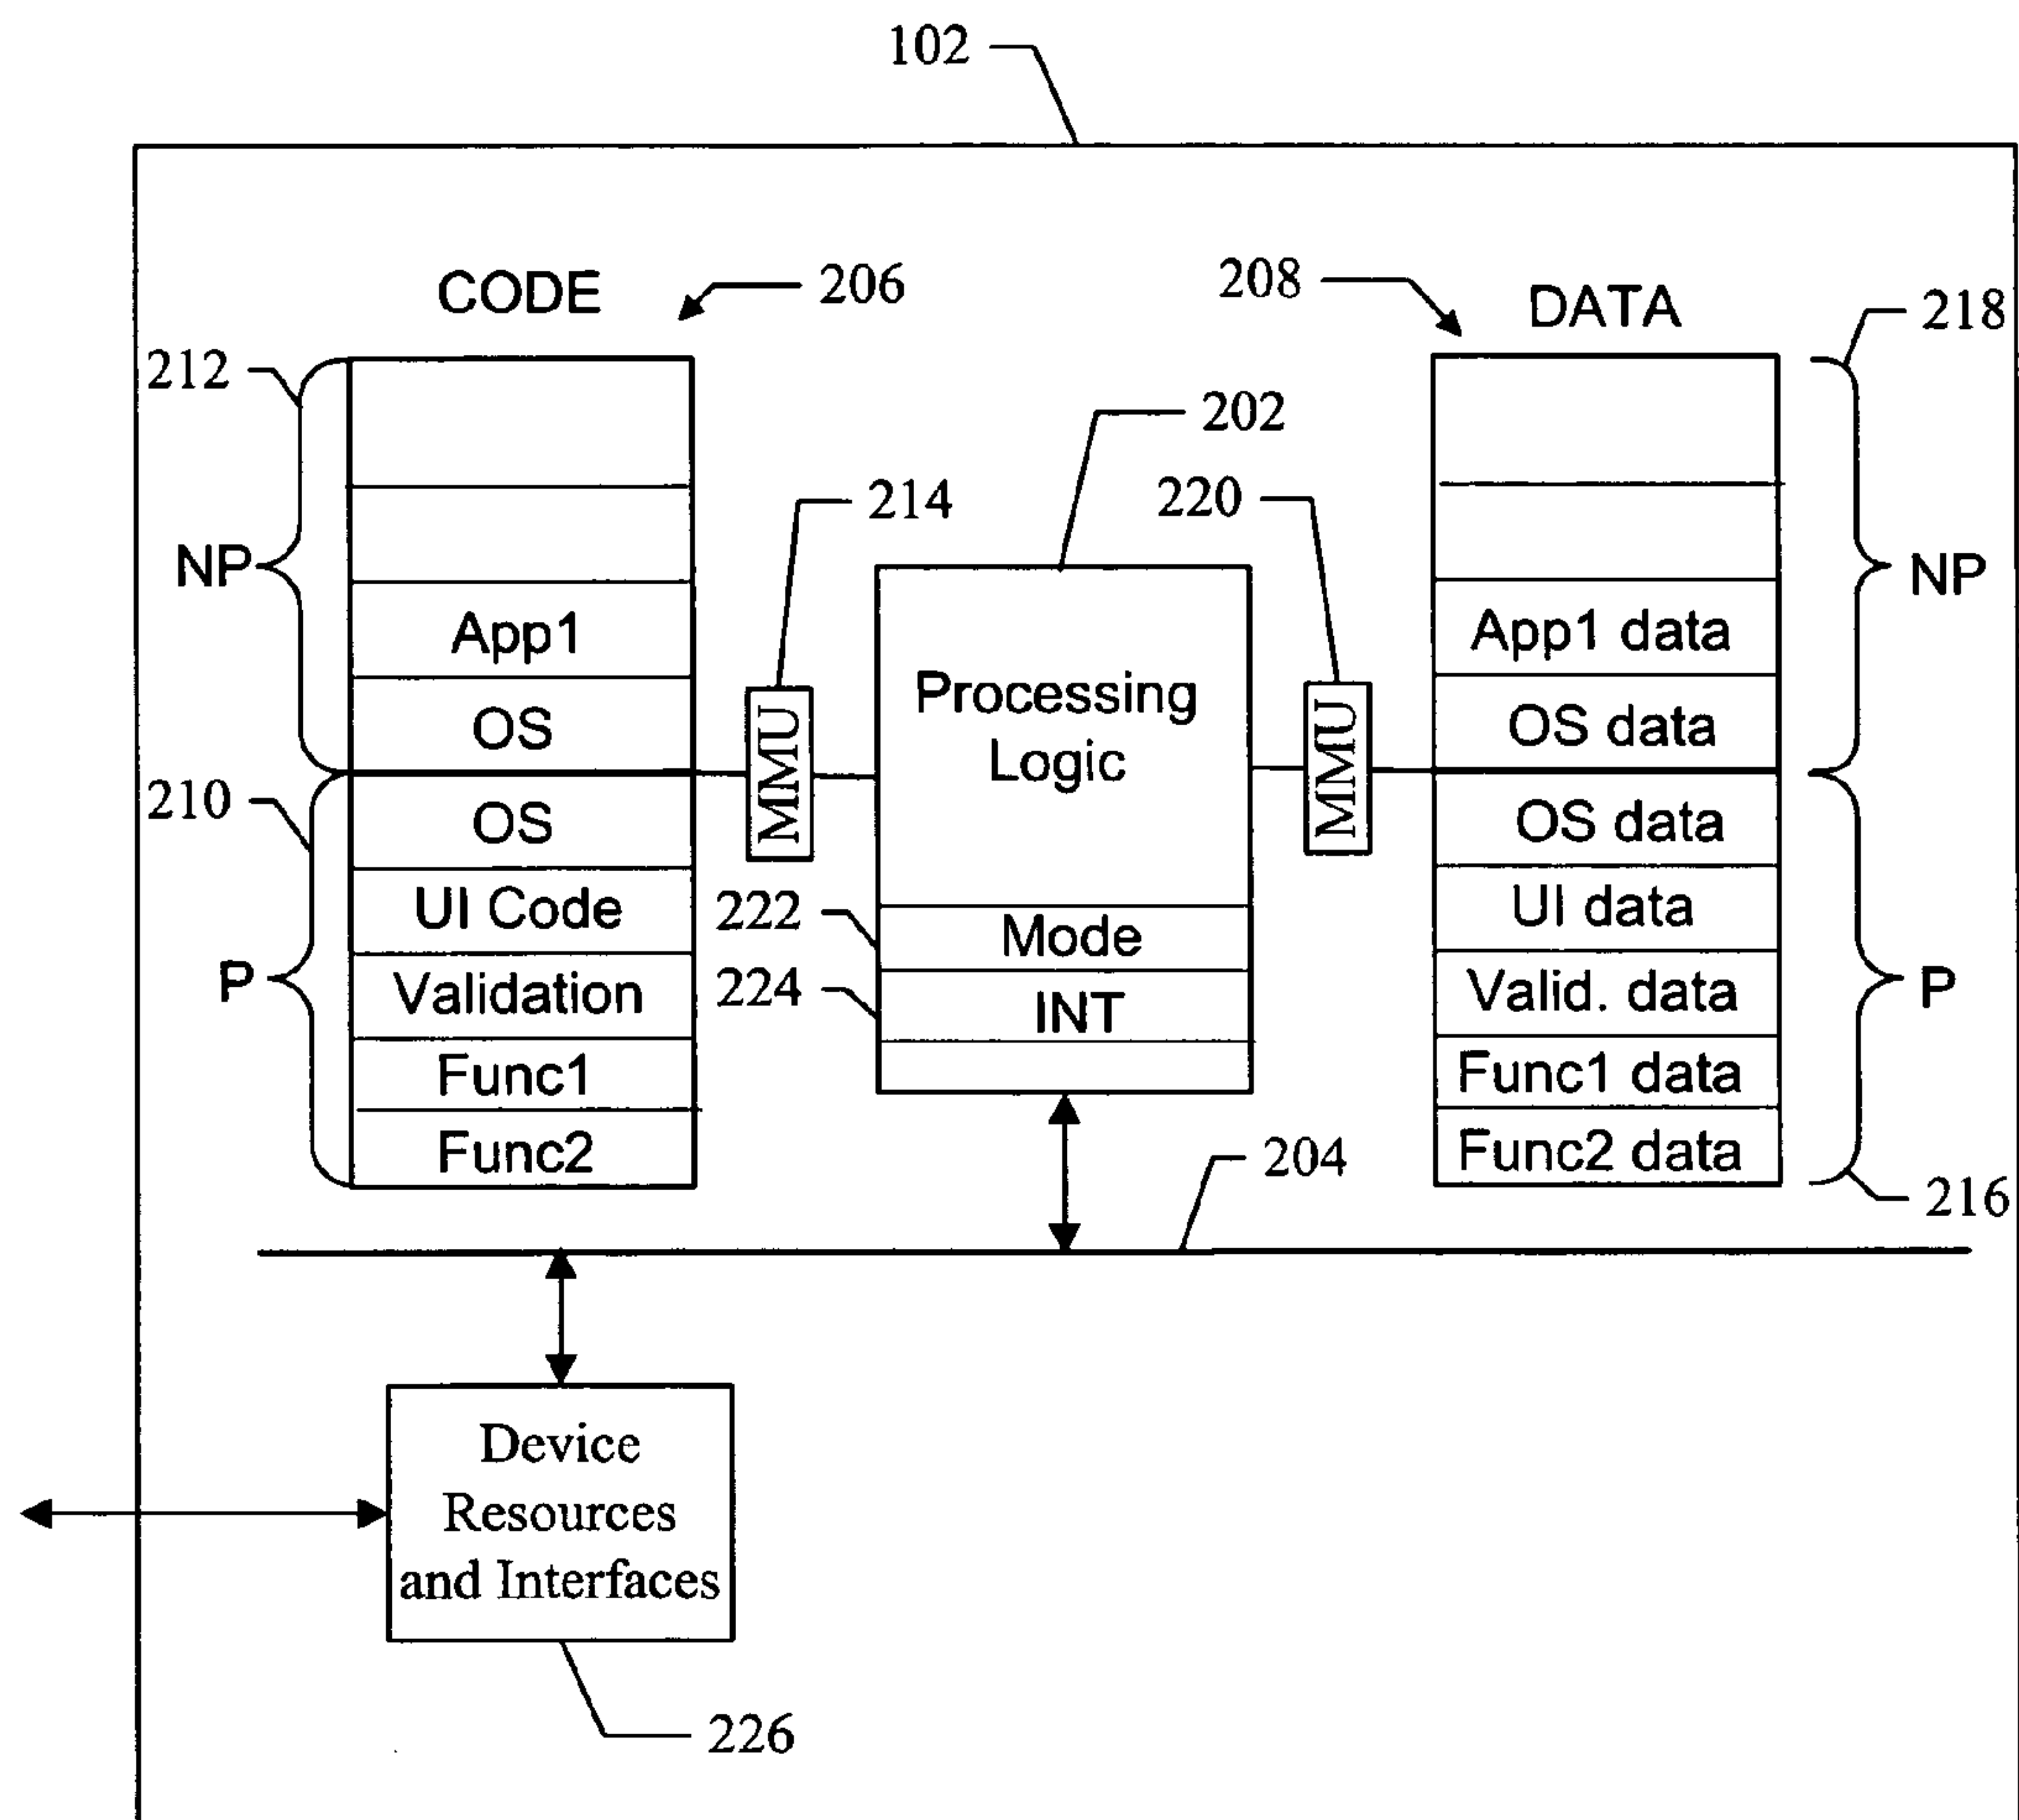 102
CODE
206
208
DATA
218
212
202
214
220
NP
NP
App1
App1 data
Processing
Logic
OS
OS data
MMU
MMU
210
OS
OS data
UI Code
222
Mode
UI data
P
Validation
224
INT
Valid. data
P
Func1
Func1 data
Func2
204
Func2 data
216
Device
Resources
and Interfaces
226